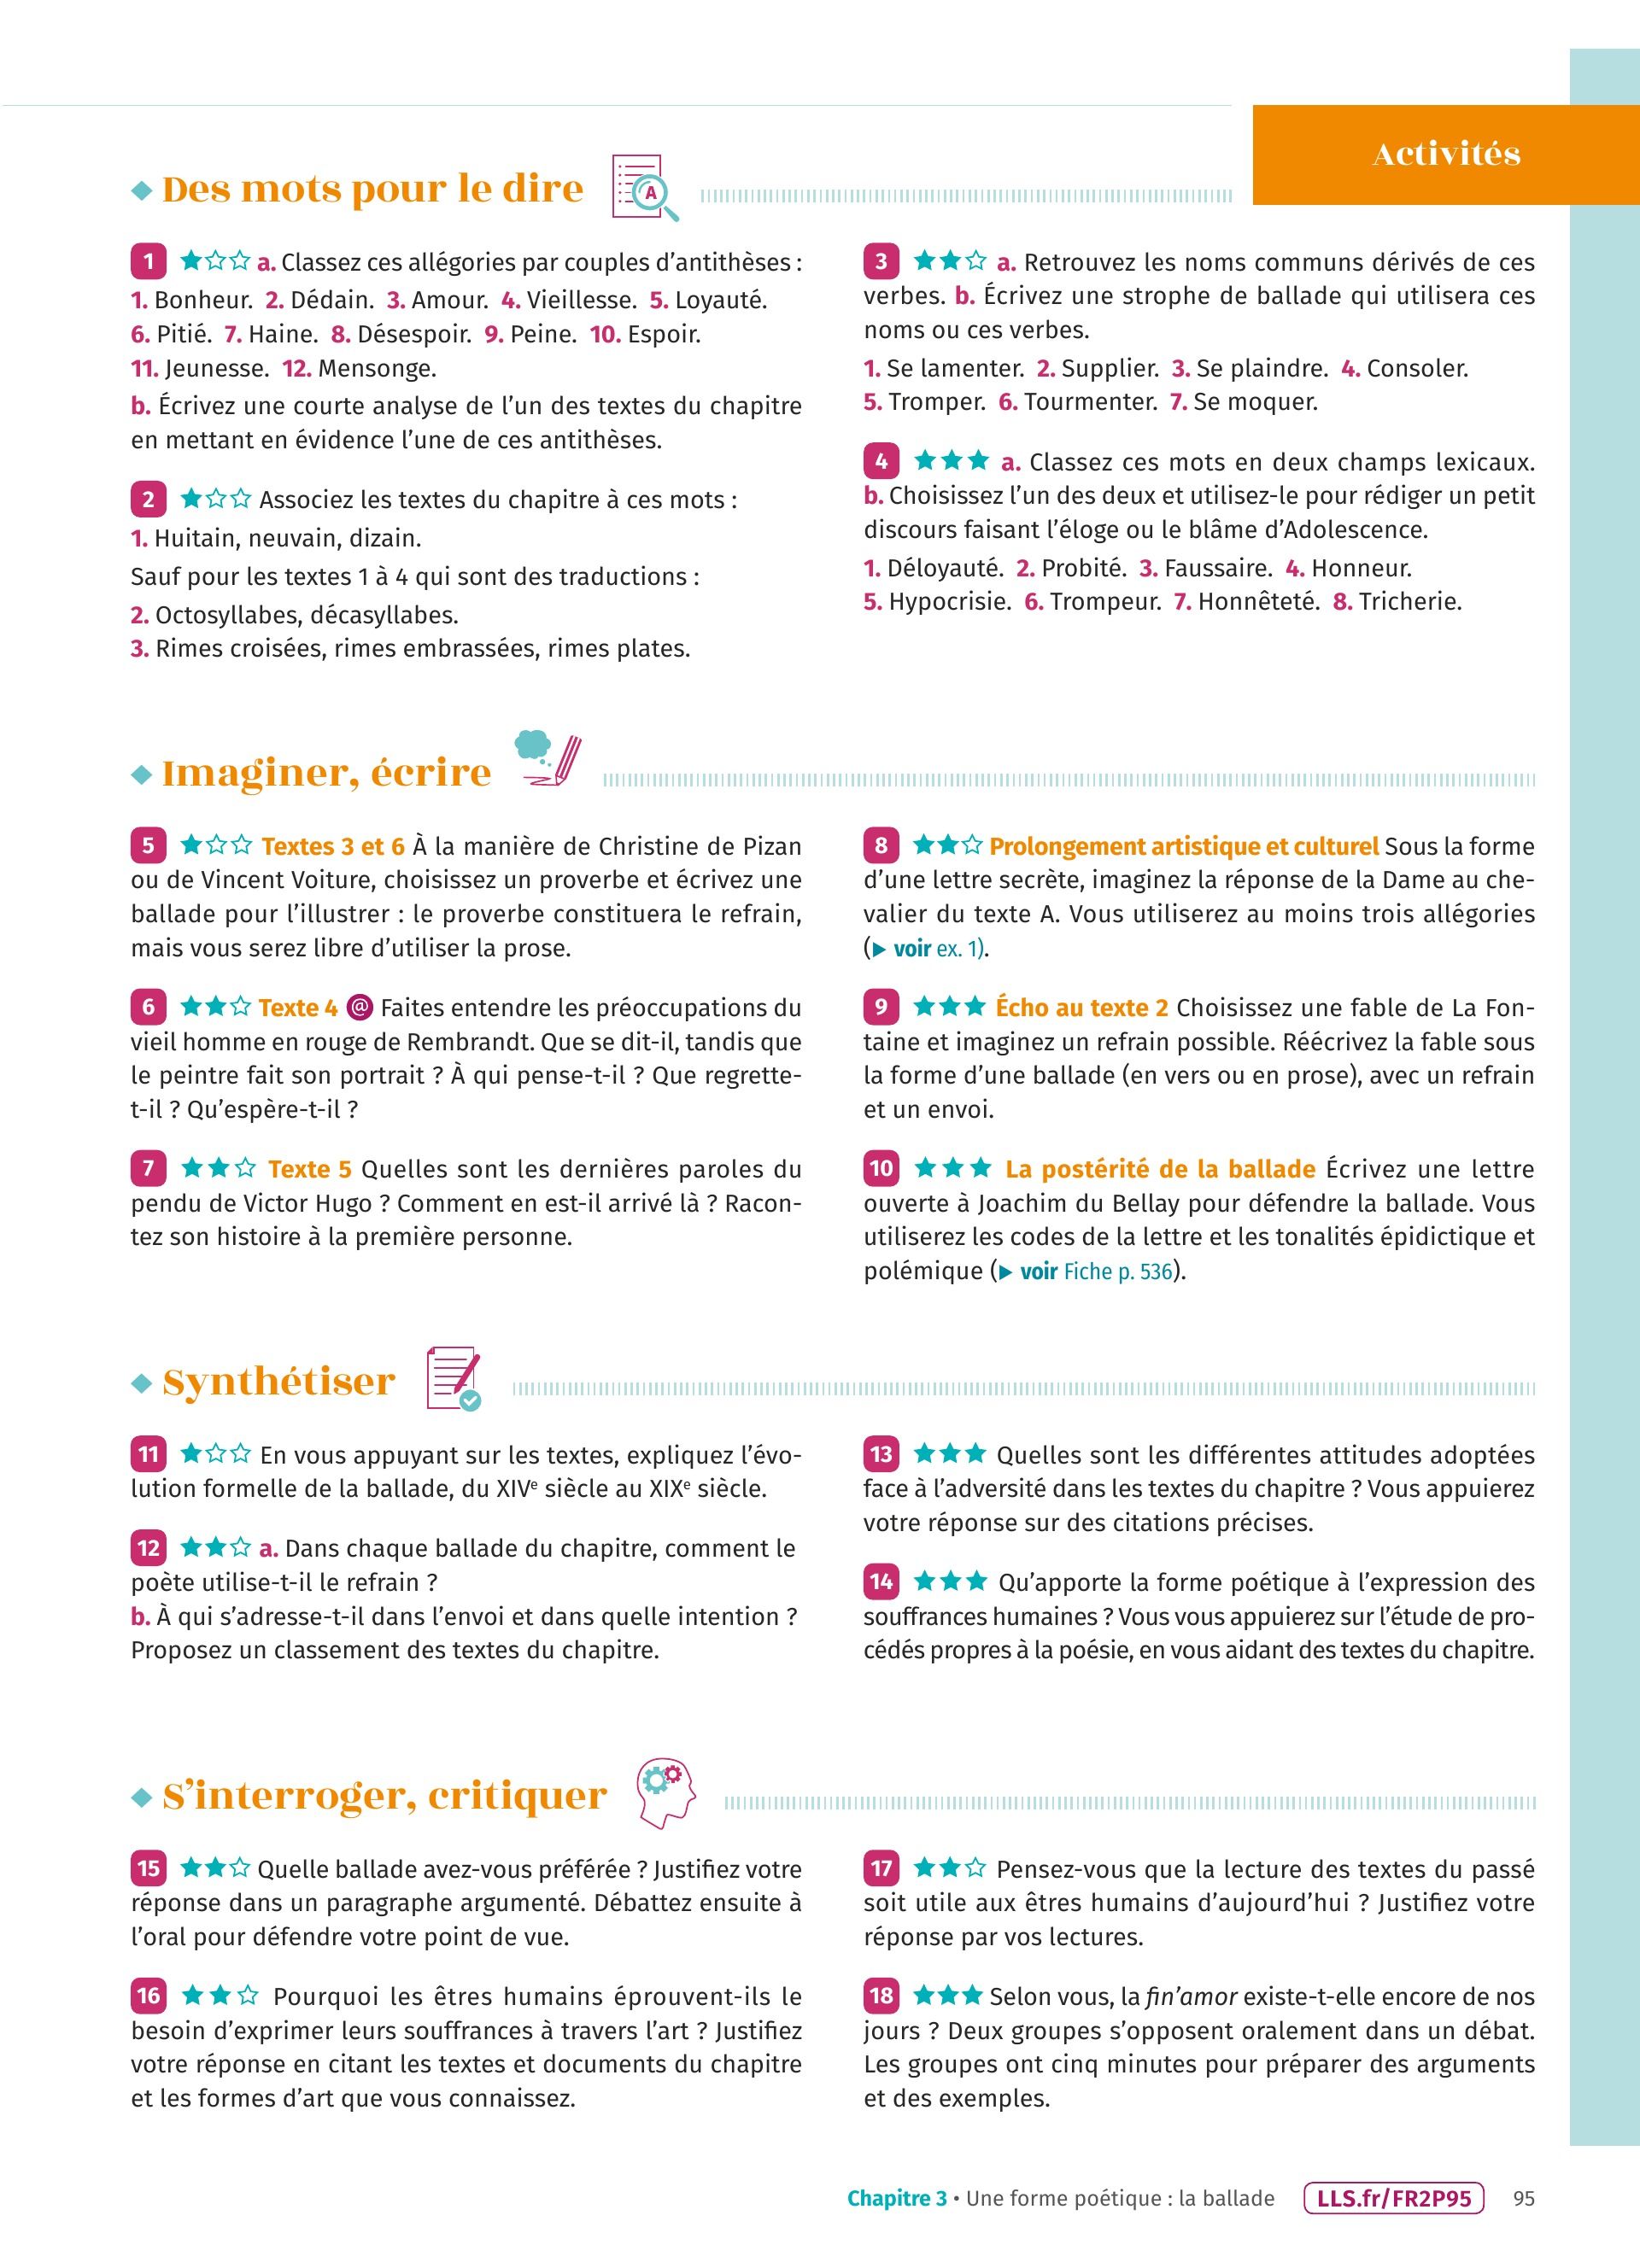 Activités
Des mots pour le dire
A
1 ★☆☆ a. Classez ces allégories par couples d’antithèses :
1. Bonheur. 2. Dédain. 3. Amour. 4. Vieillesse. 5. Loyauté.
6. Pitié. 7. Haine. 8. Désespoir. 9. Peine. 10. Espoir.
11. Jeunesse. 12. Mensonge.
b. Écrivez une courte analyse de l’un des textes du chapitre
en mettant en évidence l’une de ces antithèses.
2 ★☆☆ Associez les textes du chapitre à ces mots :
1. Huitain, neuvain, dizain.
Sauf pour les textes 1 à 4 qui sont des traductions :
2. Octosyllabes, décasyllabes.
3. Rimes croisées, rimes embrassées, rimes plates.
3 ★★☆ a. Retrouvez les noms communs dérivés de ces
verbes. b. Écrivez une strophe de ballade qui utilisera ces
noms ou ces verbes.
1. Se lamenter. 2. Supplier. 3. Se plaindre. 4. Consoler.
5. Tromper. 6. Tourmenter. 7. Se moquer.
4 ★★★ a. Classez ces mots en deux champs lexicaux.
b. Choisissez l’un des deux et utilisez-le pour rédiger un petit
discours faisant l’éloge ou le blâme d’Adolescence.
1. Déloyauté. 2. Probité. 3. Faussaire. 4. Honneur.
5. Hypocrisie. 6. Trompeur. 7. Honnêteté. 8. Tricherie.
Imaginer, écrire
5 ★☆☆ Textes 3 et 6 À la manière de Christine de Pizan
ou de Vincent Voiture, choisissez un proverbe et écrivez une
ballade pour l’illustrer : le proverbe constituera le refrain,
mais vous serez libre d’utiliser la prose.
6 ★★☆ Texte 4 @ Faites entendre les préoccupations du
vieil homme en rouge de Rembrandt. Que se dit-il, tandis que
le peintre fait son portrait ? À qui pense-t-il ? Que regrette-
t-il ? Qu’espère-t-il ?
7 ★★☆ Texte 5 Quelles sont les dernières paroles du
pendu de Victor Hugo ? Comment en est-il arrivé là ? Racon-
tez son histoire à la première personne.
8 ★★☆ Prolongement artistique et culturel Sous la forme
d’une lettre secrète, imaginez la réponse de la Dame au che-
valier du texte A. Vous utiliserez au moins trois allégories
(▶ voir ex. 1).
9 ★★★ Écho au texte 2 Choisissez une fable de La Fon-
taine et imaginez un refrain possible. Réécrivez la fable sous
la forme d’une ballade (en vers ou en prose), avec un refrain
et un envoi.
10 ★★★ La postérité de la ballade Écrivez une lettre
ouverte à Joachim du Bellay pour défendre la ballade. Vous
utiliserez les codes de la lettre et les tonalités épidictique et
polémique (▶ voir Fiche p. 536).
Synthétiser
11 ★☆☆ En vous appuyant sur les textes, expliquez l’évo-
lution formelle de la ballade, du XIVe siècle au XIXe siècle.
12 ★★☆ a. Dans chaque ballade du chapitre, comment le
poète utilise-t-il le refrain ?
b. À qui s’adresse-t-il dans l’envoi et dans quelle intention ?
Proposez un classement des textes du chapitre.
13 ★★★ Quelles sont les différentes attitudes adoptées
face à l’adversité dans les textes du chapitre ? Vous appuierez
votre réponse sur des citations précises.
14 ★★★ Qu’apporte la forme poétique à l’expression des
souffrances humaines ? Vous vous appuierez sur l’étude de pro-
cédés propres à la poésie, en vous aidant des textes du chapitre.
S’interroger, critiquer
15 ★★☆ Quelle ballade avez-vous préférée ? Justifiez votre
réponse dans un paragraphe argumenté. Débattez ensuite à
l’oral pour défendre votre point de vue.
16 ★★☆ Pourquoi les êtres humains éprouvent-ils le
besoin d’exprimer leurs souffrances à travers l’art ? Justifiez
votre réponse en citant les textes et documents du chapitre
et les formes d’art que vous connaissez.
17 ★★☆ Pensez-vous que la lecture des textes du passé
soit utile aux êtres humains d’aujourd’hui ? Justifiez votre
réponse par vos lectures.
18 ★★★ Selon vous, la fin’amor existe-t-elle encore de nos
jours ? Deux groupes s’opposent oralement dans un débat.
Les groupes ont cinq minutes pour préparer des arguments
et des exemples.
Chapitre 3 • Une forme poétique : la ballade LLS.fr/FR2P95 95